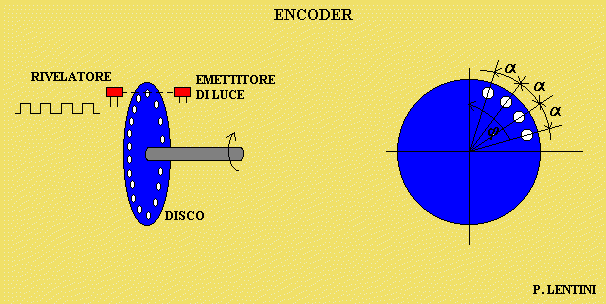 ENCODER
RIVELATORE
EMETTITORE
DI LUCE
DISCO
α
α
α
P. LENTINI